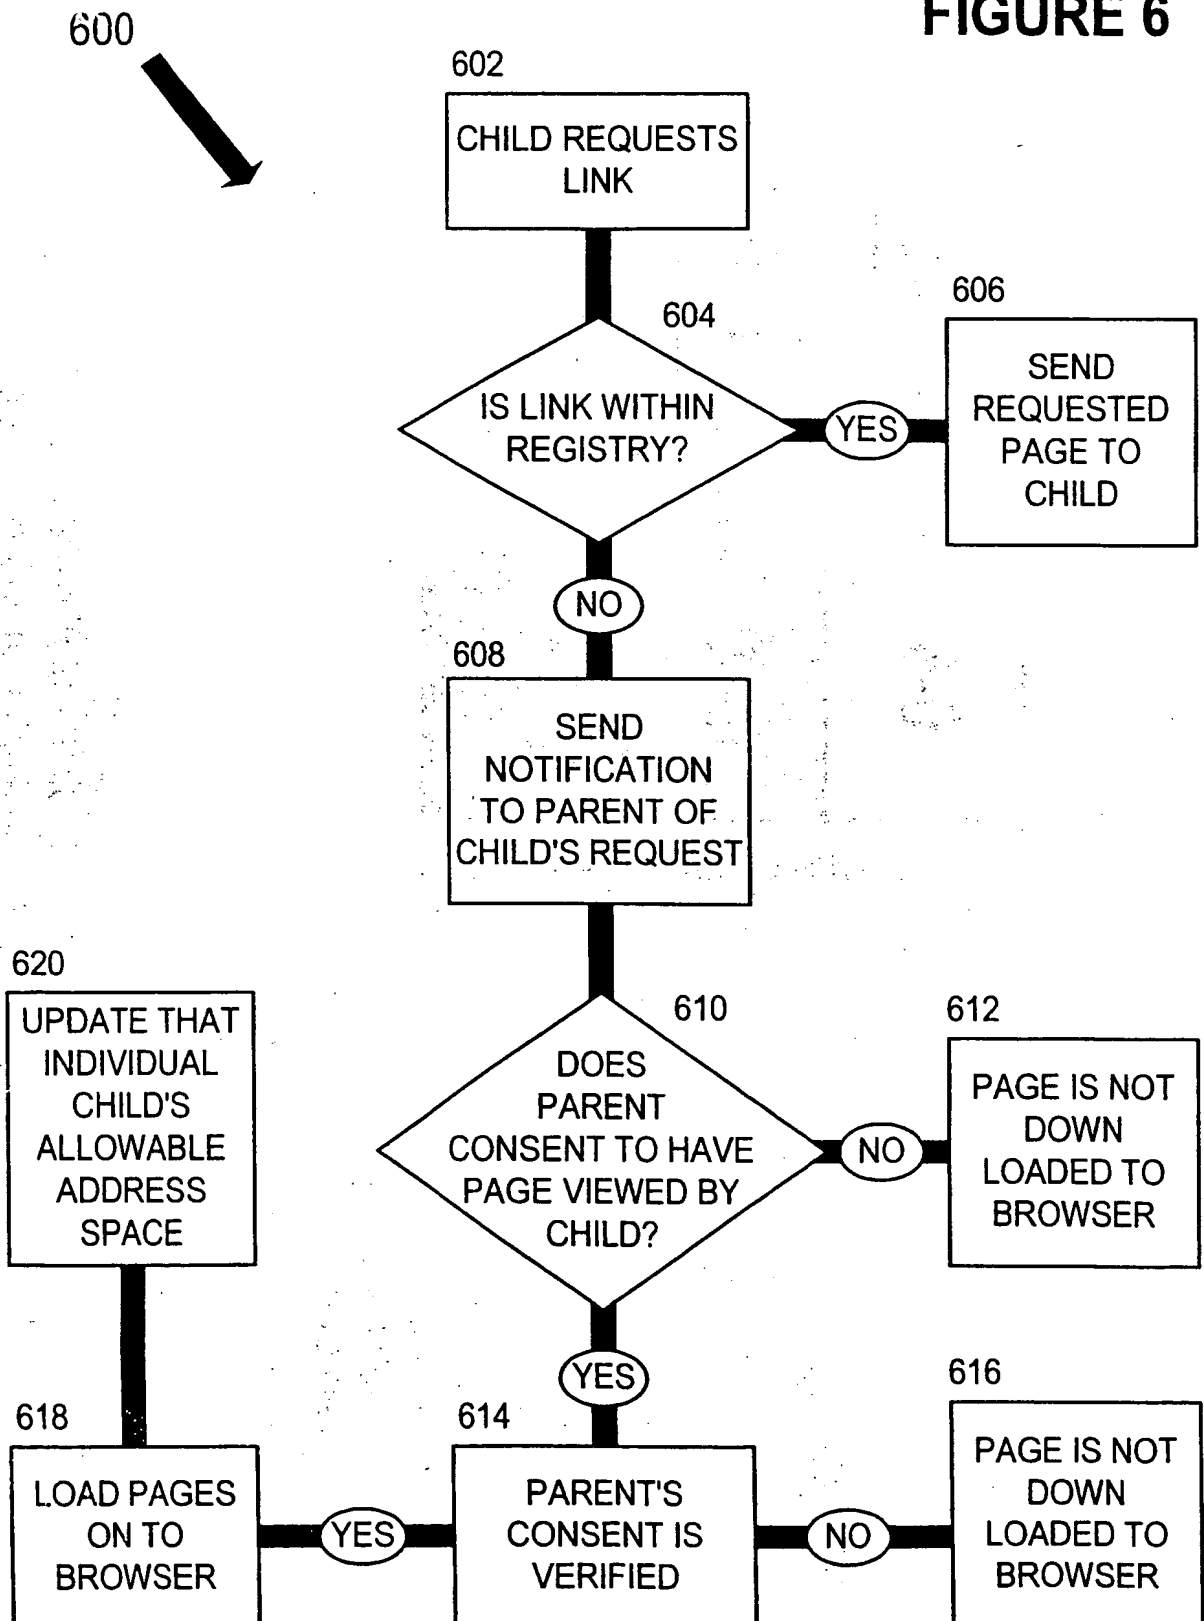 FIGURE 6
600
602
CHILD REQUESTS
LINK
604
IS LINK WITHIN
REGISTRY?
YES
606
SEND
REQUESTED
PAGE TO
CHILD
NO
608
SEND
NOTIFICATION
TO PARENT OF
CHILD'S REQUEST
610
DOES
PARENT
CONSENT TO HAVE
PAGE VIEWED BY
CHILD?
NO
612
PAGE IS NOT
DOWN
LOADED TO
BROWSER
YES
614
PARENT'S
CONSENT IS
VERIFIED
NO
616
PAGE IS NOT
DOWN
LOADED TO
BROWSER
YES
618
LOAD PAGES
ON TO
BROWSER
620
UPDATE THAT
INDIVIDUAL
CHILD'S
ALLOWABLE
ADDRESS
SPACE